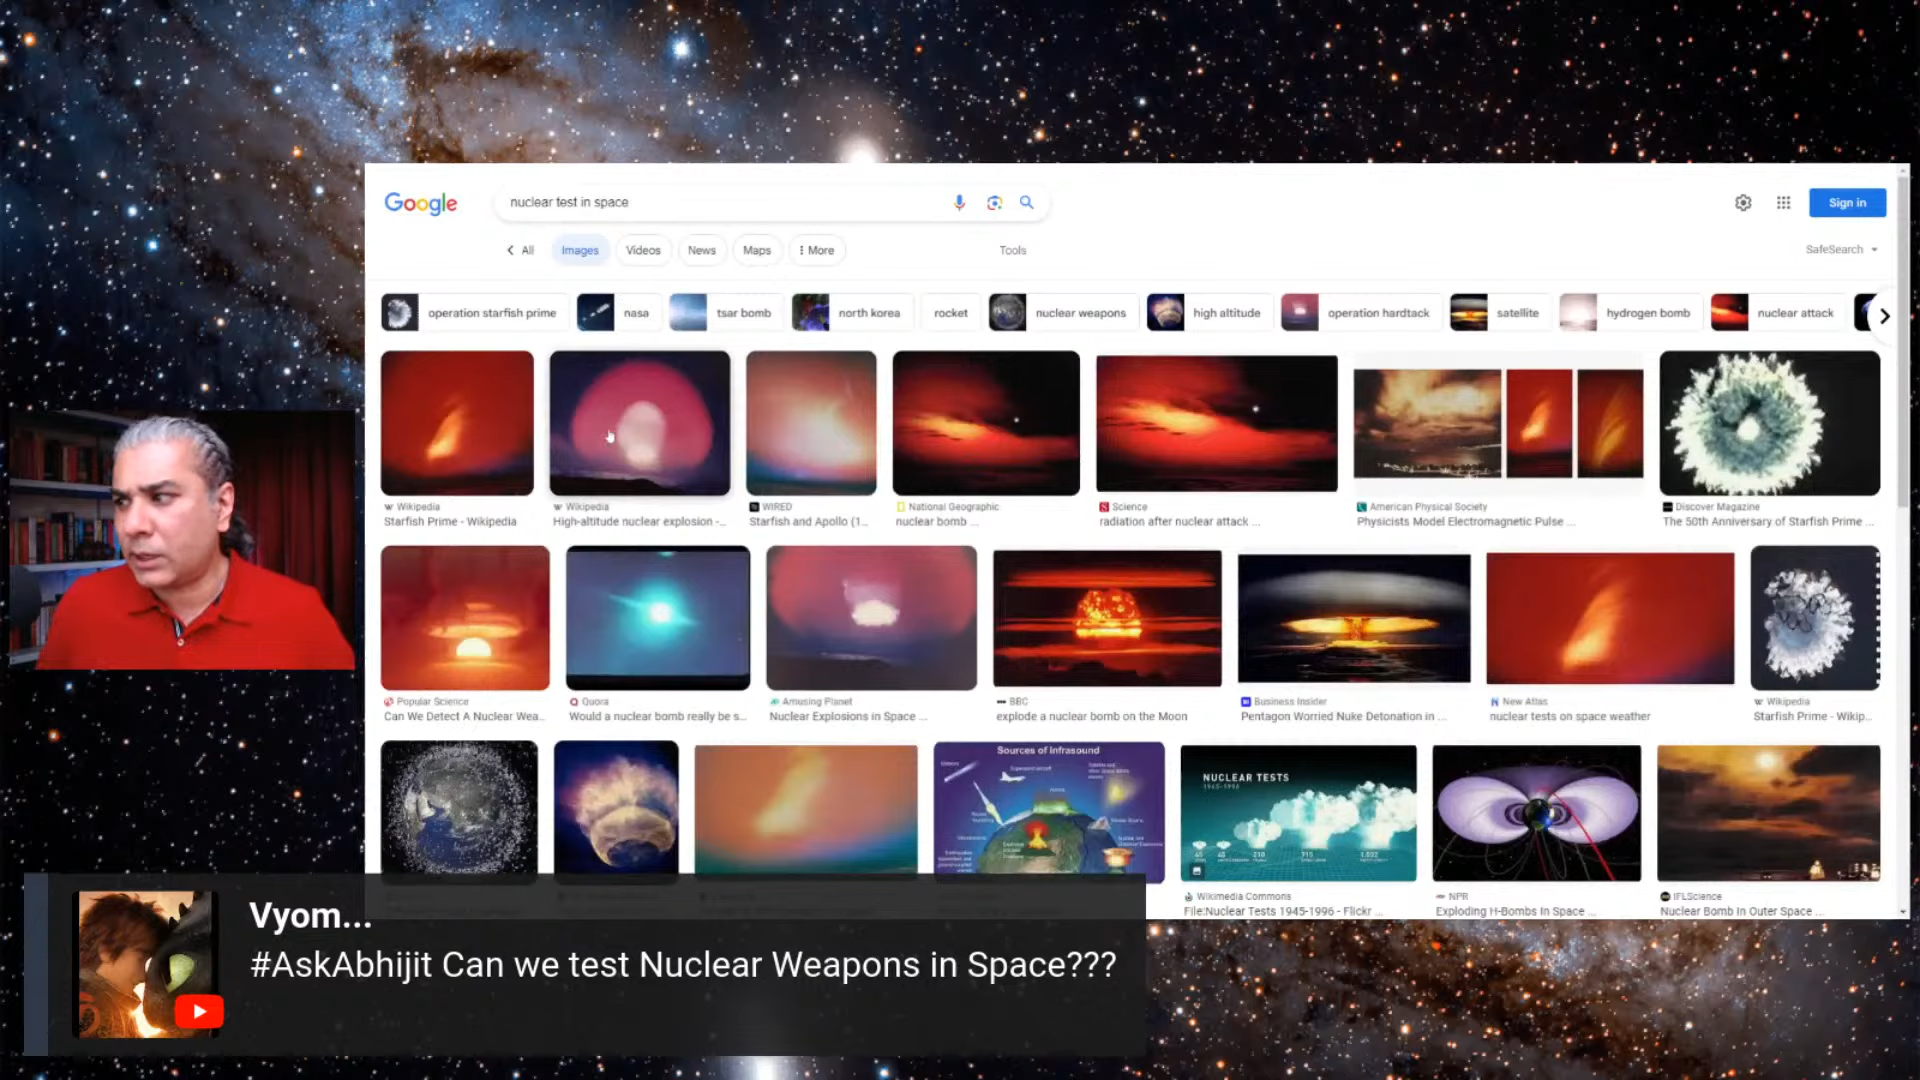 Google
nuclear test in space
Sign in
All
Images
Videos
News
Maps
More
Tools
SafeSearch
operation starfish prime
nasa
tsar bomb
north korea
rocket
nuclear weapons
high altitude
operation hardtack
satellite
hydrogen bomb
nuclear attack
Wikipedia
Starfish Prime - Wikipedia
Wikipedia
High-altitude nuclear explosion -...
WIRED
Starfish and Apollo (1...
National Geographic
nuclear bomb ...
Science
radiation after nuclear attack ...
American Physical Society
Physicists Model Electromagnetic Pulse ...
Discover Magazine
The 50th Anniversary of Starfish Prime ...
Popular Science
Can We Detect A Nuclear Wea...
Quora
Would a nuclear bomb really be s...
Amusing Planet
Nuclear Explosions in Space ...
BBC
explode a nuclear bomb on the Moon
Business Insider
Pentagon Worried Nuke Detonation in ...
New Atlas
nuclear tests on space weather
Wikipedia
Starfish Prime - Wikip...
Sources of Infrasound
NUCLEAR TESTS
1945-1996
Wikimedia Commons
File:Nuclear Tests 1945-1996 - Flickr ...
NPR
Exploding H-Bombs In Space ...
IFLScience
Nuclear Bomb In Outer Space ...
Vyom...
#AskAbhijit Can we test Nuclear Weapons in Space???